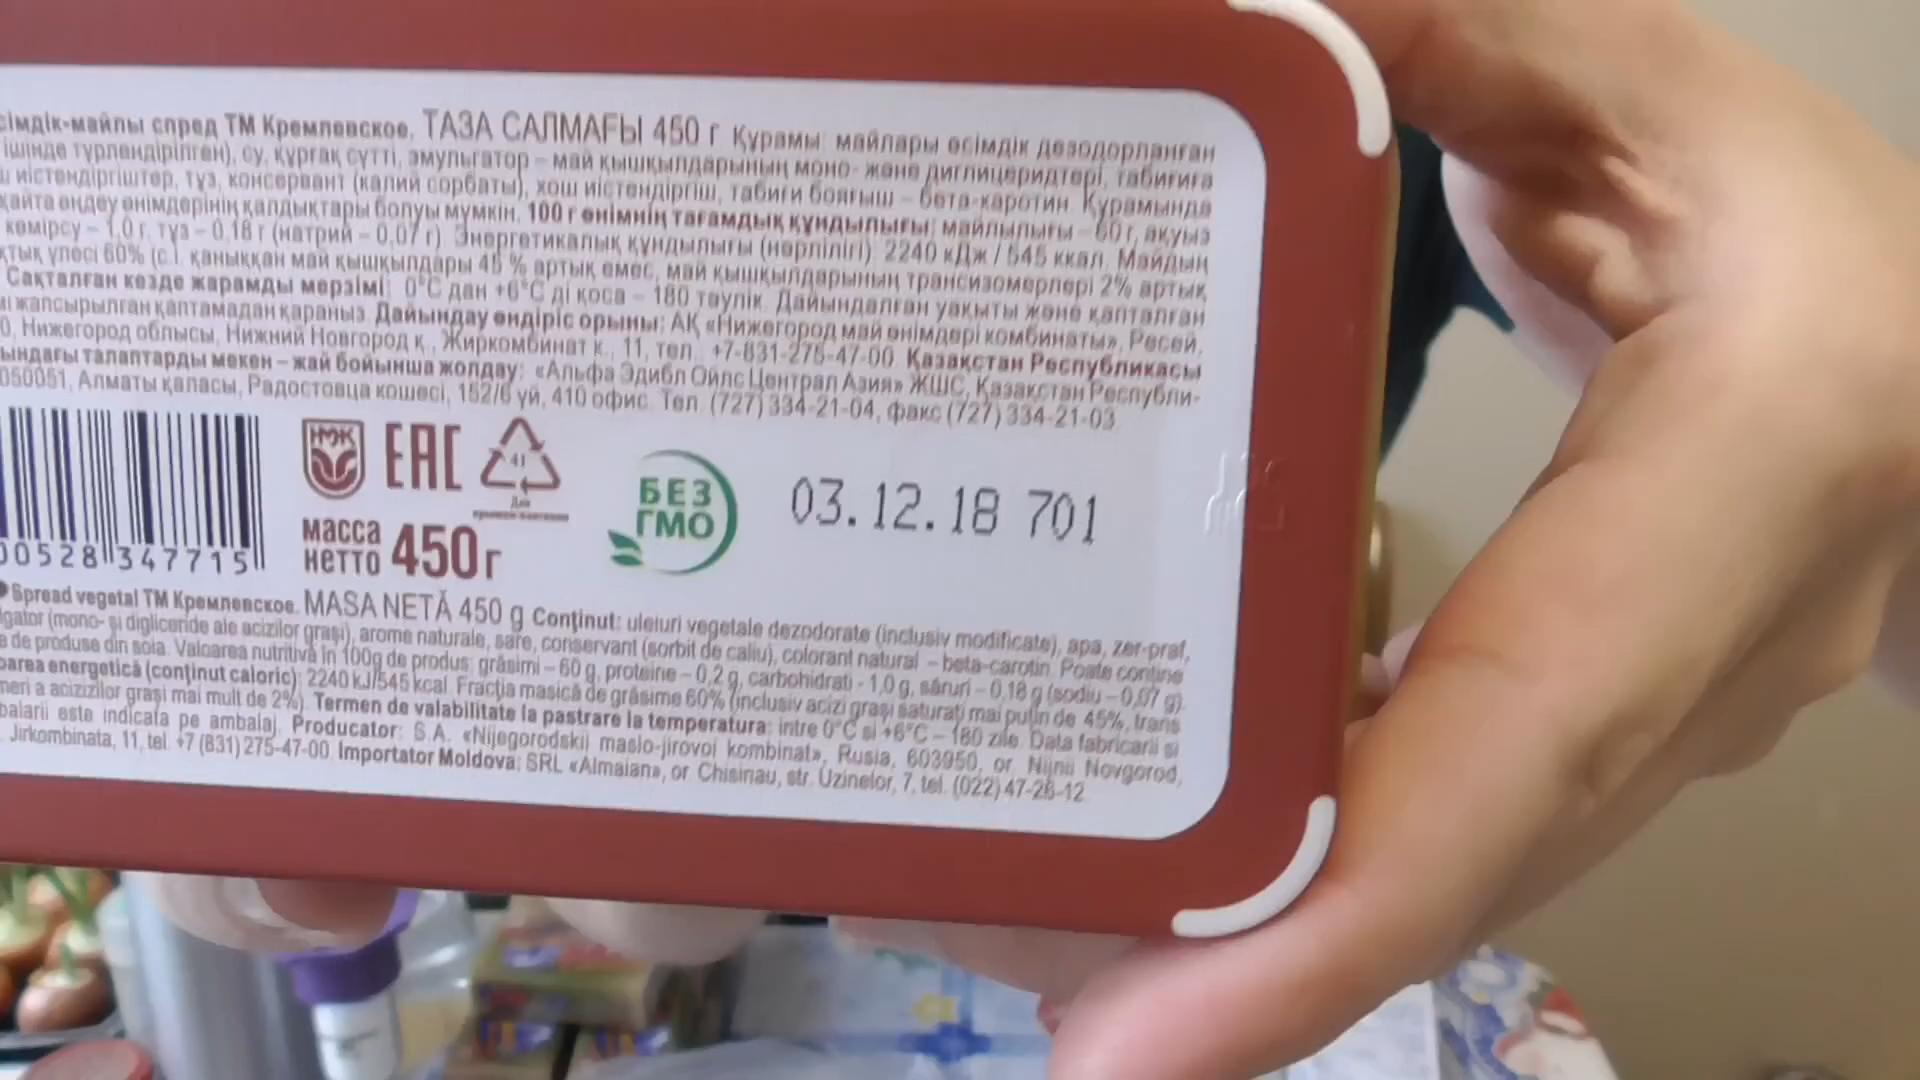 сімдік-майлы спред ТМ Кремлевское. ТАЗА САЛМАҒЫ 450 г Құрамы: майлары өсімдік дезодорланған
ішінде түрлендірілген), су, құрғақ сүтті, эмульгатор – май қышқылдарының моно- және диглицеридтері, табиғиға
иістендіргіштер, тұз, консервант (калий сорбаты), хош иістендіргіш, табиғи бояғыш – бета-каротин. Құрамында
қайта өңдеу өнімдерінің қалдықтары болуы мүмкін. 100 г өнімнің тағамдық құндылығы: майлылығы – 60 г, ақуыз
көмірсу – 1,0 г, тұз – 0,18 г (натрий – 0,07 г). Энергетикалық құндылығы (нәрлілігі): 2240 кДж / 545 ккал. Майдың
қтық үлесі 60% (с.і. қаныққан май қышқылдары 45 % артық емес, май қышқылдарының трансизомерлері 2% артық
Сақталған кезде жарамды мерзімі: 0°С дан +6°С ді қоса – 180 тәулік. Дайындалған уақыты және қапталған
жапсырылған қаптамадан қараңыз. Дайындау өндіріс орыны: АҚ «Нижегород май өнімдері комбинаты», Ресей,
0, Нижегород облысы, Нижний Новгород қ., Жиркомбинат к., 11, тел.: +7-831-275-47-00. Қазақстан Республикасы
ындағы талаптарды мекен – жай бойынша жолдау: «Альфа Эдибл Ойлс Централ Азия» ЖШС, Қазақстан Республи-
050051, Алматы қаласы, Радостовца көшесі, 152/6 үй, 410 офис. Тел. (727) 334-21-04, факс (727) 334-21-03
НМЖК
EAC
41
БЕЗ
ГМО
03.12.18 701
масса
нетто 450 г
00528 347715
Spread vegetal TM Кремлевское. MASA NETĂ 450 g Conţinut: uleiuri vegetale dezodorate (inclusiv modificate), apa, zer-praf,
lgator (mono- şi digliceride ale acizilor graşi), arome naturale, sare, conservant (sorbit de caliu), colorant natural – beta-carotin. Poate conţine
e de produse din soia. Valoarea nutritivă în 100g de produs: grăsimi – 60 g, proteine – 0,2 g, carbohidrati - 1,0 g, săruri – 0,18 g (sodiu – 0,07 g).
oarea energetică (conţinut caloric): 2240 kJ/545 kcal. Fracţia masică de grăsime 60% (inclusiv acizi graşi saturaţi mai puţin de 45%, trans
meri a acizizilor graşi mai mult de 2%). Termen de valabilitate la pastrare la temperatura: intre 0°C si +6°C – 180 zile. Data fabricarii si
balarii este indicata pe ambalaj. Producator: S.A. «Nijegorodskii maslo-jirovoi kombinat», Rusia, 603950, or. Nijnii Novgorod,
Jirkombinata, 11, tel. +7 (831) 275-47-00. Importator Moldova: SRL «Almaian», or. Chisinau, str. Uzinelor, 7, tel. (022) 47-26-12